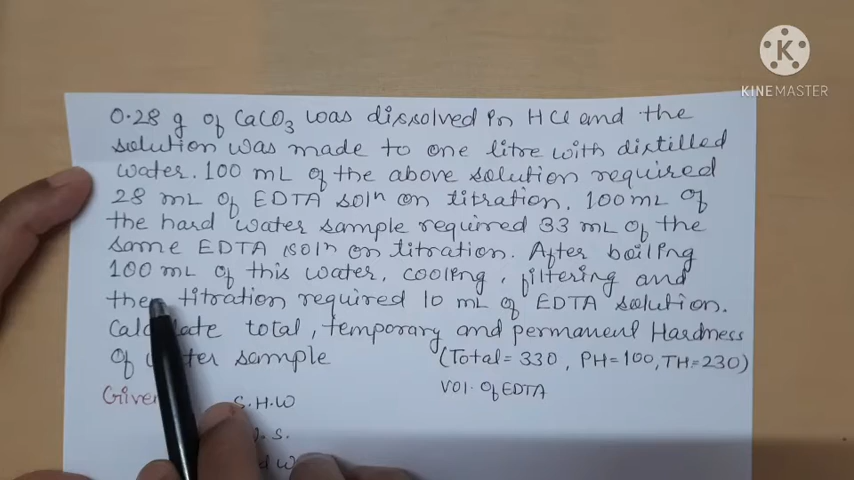 KINEMASTER
0.28 g of CaCO3 was dissolved in HCl and the
solution was made to one litre with distilled
water. 100 mL of the above solution required
28 mL of EDTA soln on titration. 100 mL of
the hard water sample required 33 mL of the
same EDTA soln on titration. After boiling
100 mL of this water, cooling, filtering and
then titration required 10 mL of EDTA solution.
Calculate total, temporary and permanent Hardness
of water sample (Total = 330, PH=100, TH=230)
Vol. of EDTA
Given S.H.W
S.
W